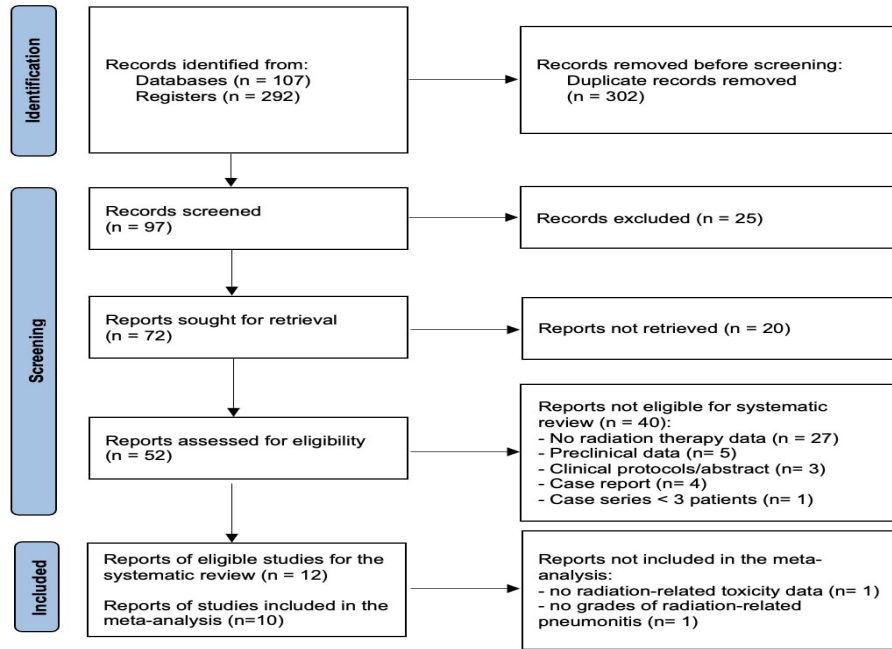 Identification
Records identified from:
Databases (n = 107)
Registers (n = 292)
Records removed before screening:
Duplicate records removed
(n = 302)
Screening
Records screened
(n = 97)
Records excluded (n = 25)
Reports sought for retrieval
(n = 72)
Reports not retrieved (n = 20)
Reports assessed for eligibility
(n = 52)
Reports not eligible for systematic
review (n = 40):
- No radiation therapy data (n = 27)
- Preclinical data (n= 5)
- Clinical protocols/abstract (n= 3)
- Case report (n= 4)
- Case series < 3 patients (n= 1)
Included
Reports of eligible studies for the
systematic review (n = 12)
Reports of studies included in the
meta-analysis (n=10)
Reports not included in the meta-
analysis:
- no radiation-related toxicity data (n= 1)
- no grades of radiation-related
pneumonitis (n= 1)